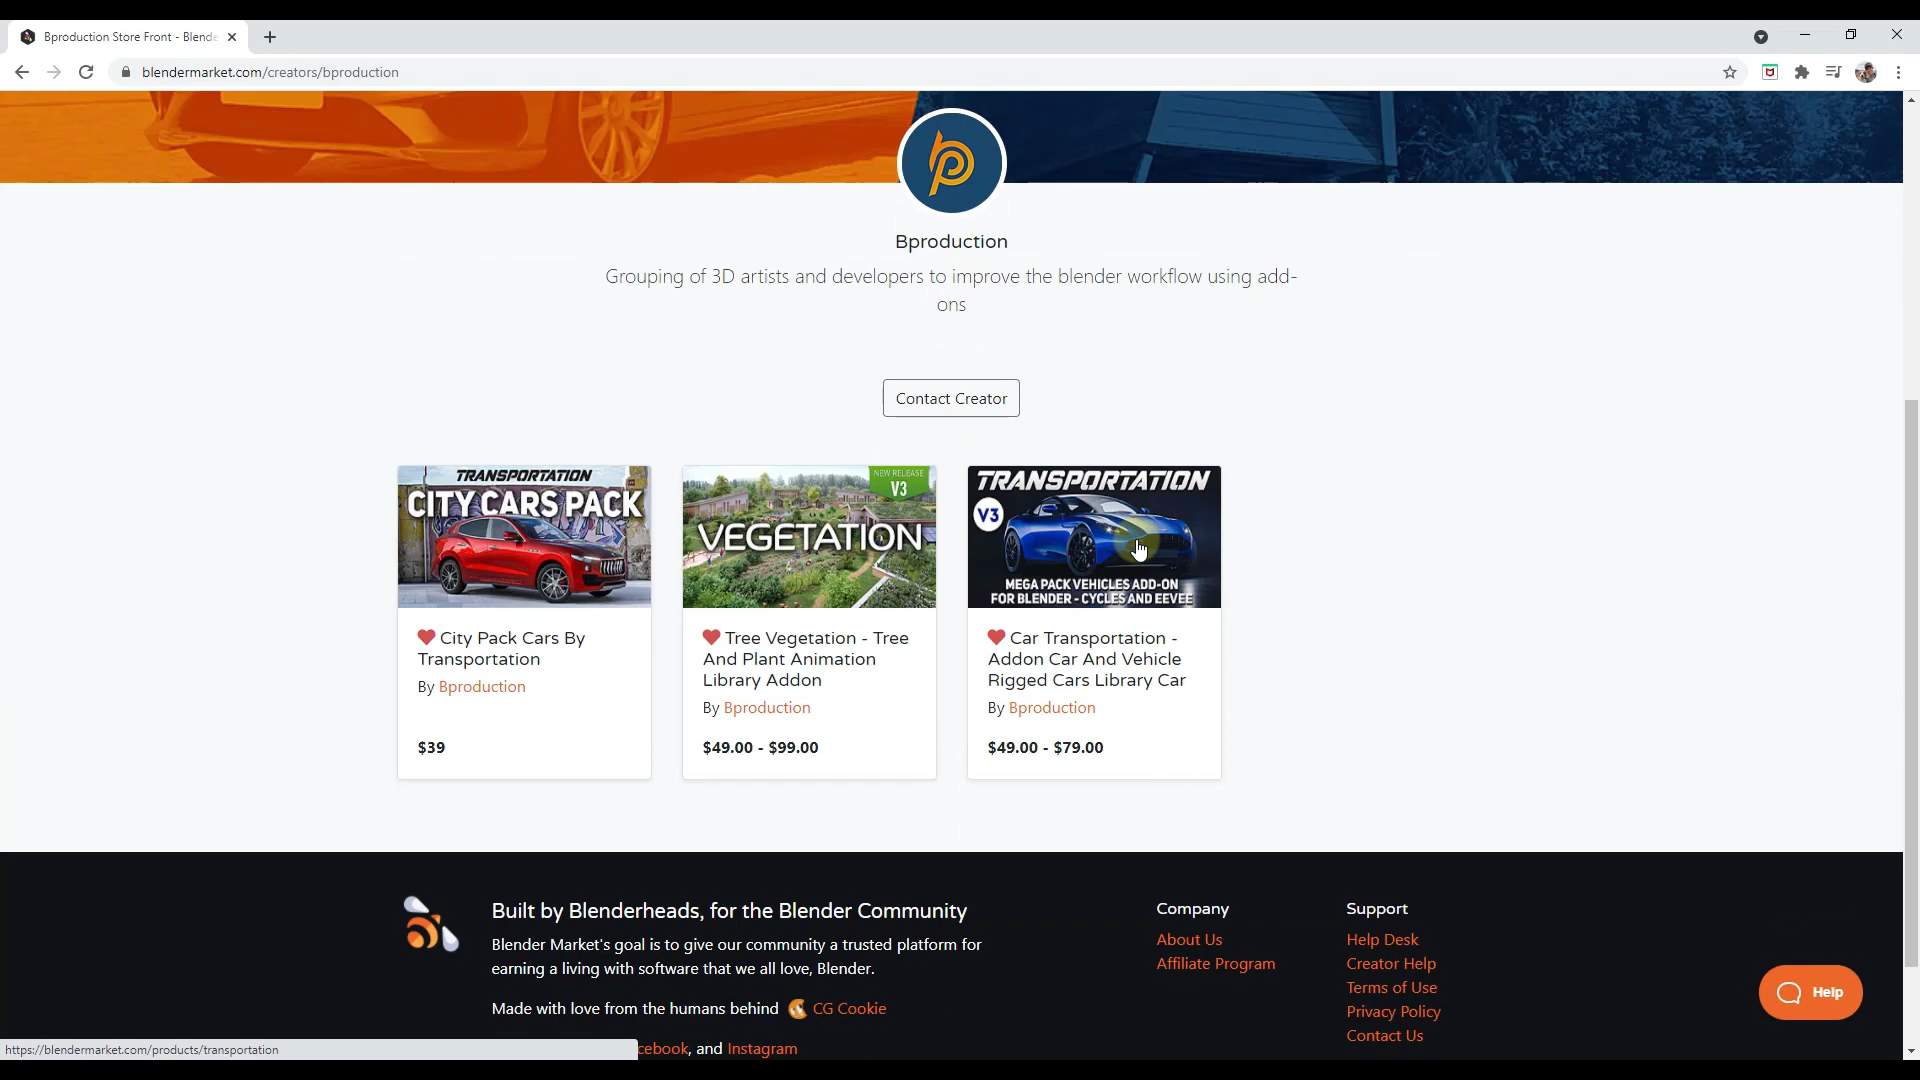 Bproduction Store Front - Blende
blendermarket.com/creators/bproduction
Bproduction
Grouping of 3D artists and developers to improve the blender workflow using add-
ons
Contact Creator
TRANSPORTATION
CITY CARS PACK
City Pack Cars By
Transportation
By Bproduction
$39
NEW RELEASE
V3
VEGETATION
Tree Vegetation - Tree
And Plant Animation
Library Addon
By Bproduction
$49.00 - $99.00
TRANSPORTATION
V3
MEGA PACK VEHICLES ADD-ON
FOR BLENDER - CYCLES AND EEVEE
Car Transportation -
Addon Car And Vehicle
Rigged Cars Library Car
By Bproduction
$49.00 - $79.00
Built by Blenderheads, for the Blender Community
Blender Market's goal is to give our community a trusted platform for
earning a living with software that we all love, Blender.
Made with love from the humans behind CG Cookie
cebook, and Instagram
Company
About Us
Affiliate Program
Support
Help Desk
Creator Help
Terms of Use
Privacy Policy
Contact Us
Help
https://blendermarket.com/products/transportation